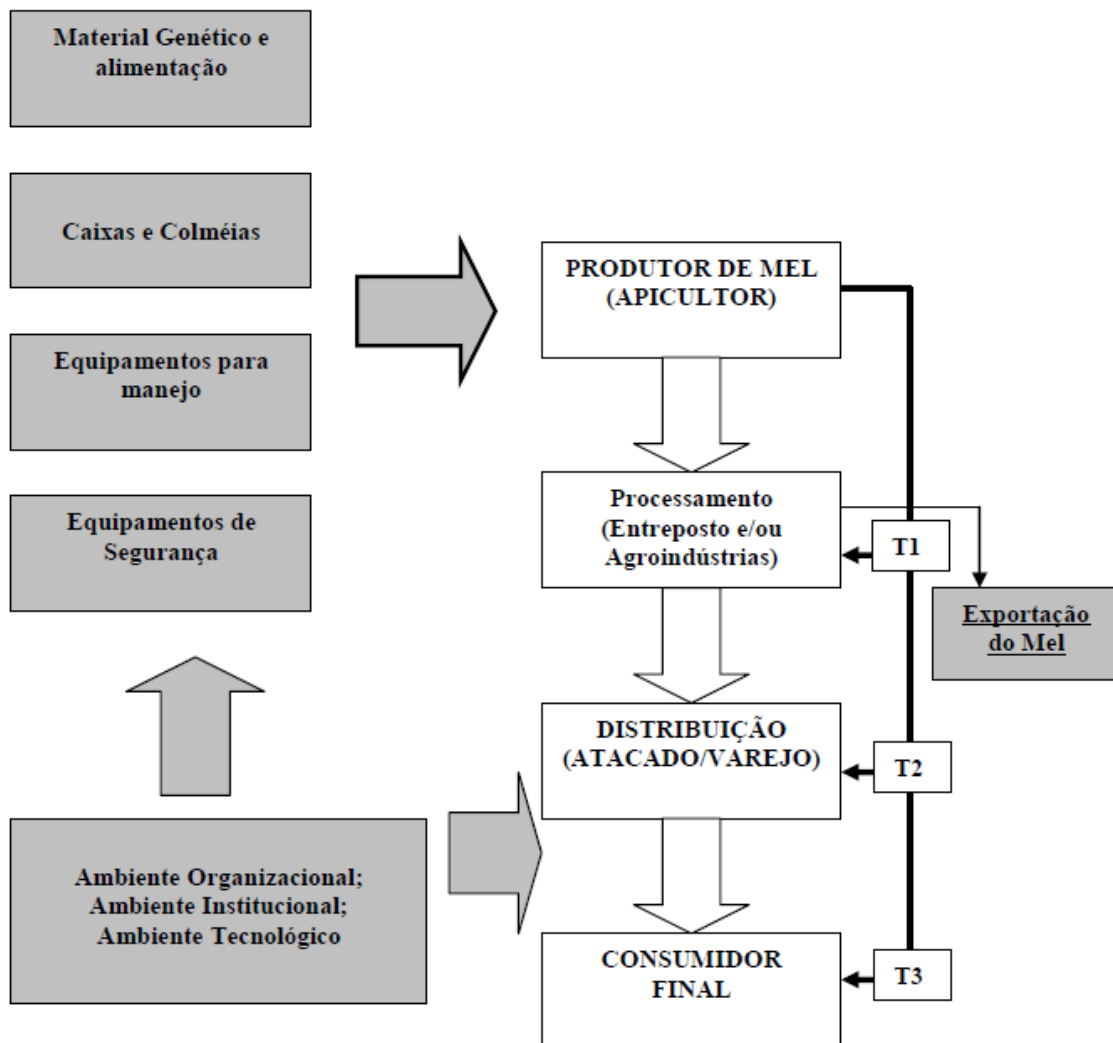 Material Genético e
alimentação
Caixas e Colméias
Equipamentos para
manejo
Equipamentos de
Segurança
Ambiente Organizacional;
Ambiente Institucional;
Ambiente Tecnológico
PRODUTOR DE MEL
(APICULTOR)
Processamento
(Entreposto e/ou
Agroindústrias)
T1
Exportação
do Mel
DISTRIBUIÇÃO
(ATACADO/VAREJO)
T2
CONSUMIDOR
FINAL
T3